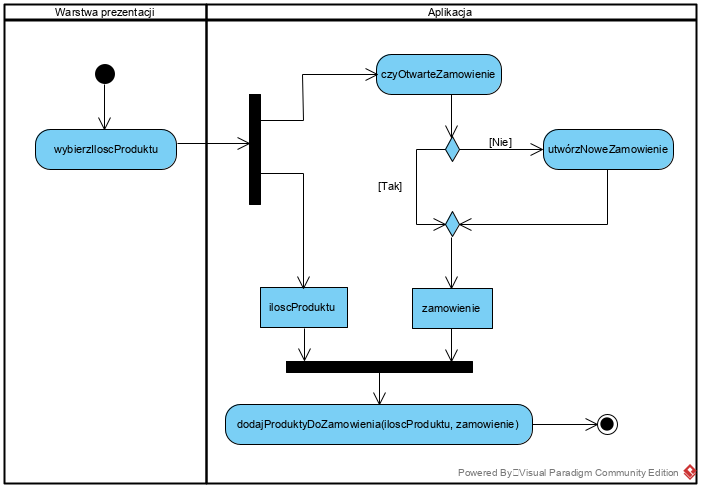 Warstwa prezentacji
Aplikacja
czyOtwarteZamowienie
wybierzIloscProduktu
[Nie]
utwórzNoweZamowienie
[Tak]
iloscProduktu
zamowienie
dodajProduktyDoZamowienia(iloscProduktu, zamowienie)
Powered By Visual Paradigm Community Edition